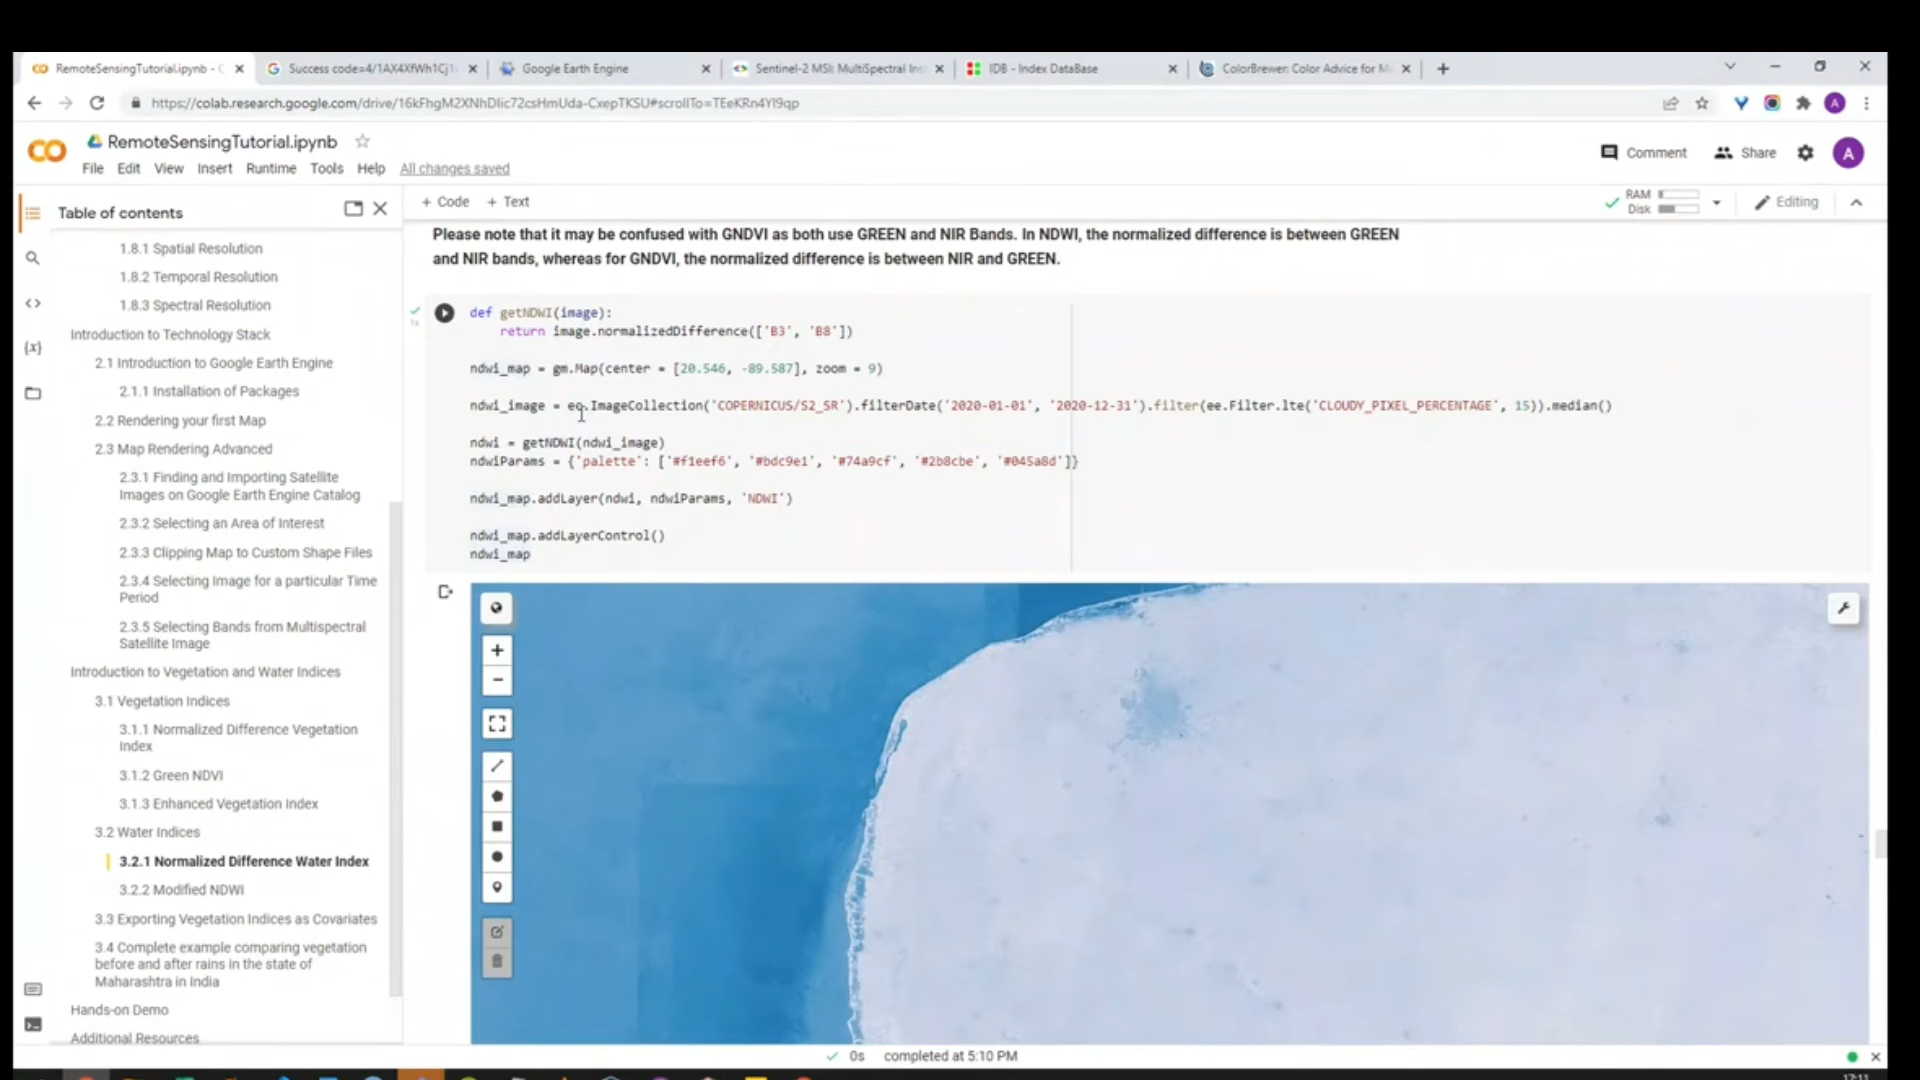 RemoteSensingTutorial.ipynb - C
Success code=4/1AX4XfWh1Cj1
Google Earth Engine
Sentinel-2 MSI: MultiSpectral Ins
IDB - Index DataBase
ColorBrewer: Color Advice for M
https://colab.research.google.com/drive/16kFhgM2XNhDIic72csHmUda-CxepTKSU#scrollTo=TEeKRn4YI9qp
RemoteSensingTutorial.ipynb
File Edit View Insert Runtime Tools Help All changes saved
Comment Share A
Table of contents
1.8.1 Spatial Resolution
1.8.2 Temporal Resolution
1.8.3 Spectral Resolution
Introduction to Technology Stack
2.1 Introduction to Google Earth Engine
2.1.1 Installation of Packages
2.2 Rendering your first Map
2.3 Map Rendering Advanced
2.3.1 Finding and Importing Satellite
Images on Google Earth Engine Catalog
2.3.2 Selecting an Area of Interest
2.3.3 Clipping Map to Custom Shape Files
2.3.4 Selecting Image for a particular Time
Period
2.3.5 Selecting Bands from Multispectral
Satellite Image
Introduction to Vegetation and Water Indices
3.1 Vegetation Indices
3.1.1 Normalized Difference Vegetation
Index
3.1.2 Green NDVI
3.1.3 Enhanced Vegetation Index
3.2 Water Indices
3.2.1 Normalized Difference Water Index
3.2.2 Modified NDWI
3.3 Exporting Vegetation Indices as Covariates
3.4 Complete example comparing vegetation
before and after rains in the state of
Maharashtra in India
Hands-on Demo
Additional Resources
+ Code + Text
RAM
Disk
Editing
Please note that it may be confused with GNDVI as both use GREEN and NIR Bands. In NDWI, the normalized difference is between GREEN
and NIR bands, whereas for GNDVI, the normalized difference is between NIR and GREEN.
1s
def getNDWI(image):
return image.normalizedDifference(['B3', 'B8'])
ndwi_map = gm.Map(center = [20.546, -89.587], zoom = 9)
ndwi_image = ee.ImageCollection('COPERNICUS/S2_SR').filterDate('2020-01-01', '2020-12-31').filter(ee.Filter.lte('CLOUDY_PIXEL_PERCENTAGE', 15)).median()
ndwi = getNDWI(ndwi_image)
ndwiParams = {'palette': ['#f1eef6', '#bdc9e1', '#74a9cf', '#2b8cbe', '#045a8d']}
ndwi_map.addLayer(ndwi, ndwiParams, 'NDWI')
ndwi_map.addLayerControl()
ndwi_map
0s completed at 5:10 PM
17:11